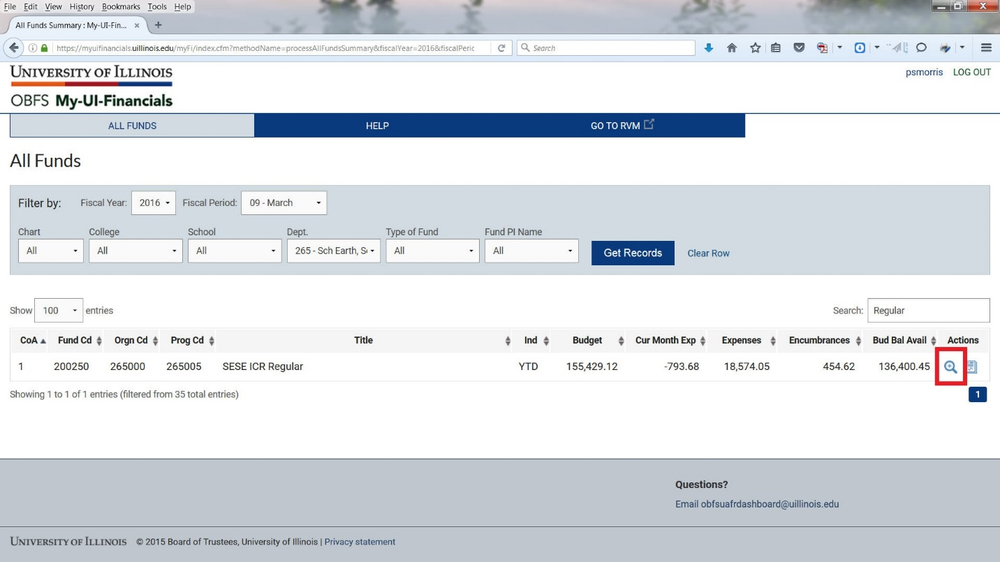 File Edit View History Bookmarks Tools Help
All Funds Summary : My-UI-Fin... × +
https://myuifinancials.uillinois.edu/myFi/index.cfm?methodName=processAllFundsSummary&fiscalYear=2016&fiscalPeric Search
UNIVERSITY OF ILLINOIS psmorris LOG OUT
OBFS My-UI-Financials
ALL FUNDS HELP GO TO RVM
All Funds
Filter by: Fiscal Year: 2016 Fiscal Period: 09 - March
Chart College School Dept. Type of Fund Fund PI Name
All All All 265 - Sch Earth, S All All Get Records Clear Row
Show 100 entries Search: Regular
CoA Fund Cd Orgn Cd Prog Cd Title Ind Budget Cur Month Exp Expenses Encumbrances Bud Bal Avail Actions
1 200250 265000 265005 SESE ICR Regular YTD 155,429.12 -793.68 18,574.05 454.62 136,400.45
Showing 1 to 1 of 1 entries (filtered from 35 total entries) 1
Questions?
Email obfsuafrdashboard@uillinois.edu
UNIVERSITY OF ILLINOIS © 2015 Board of Trustees, University of Illinois | Privacy statement